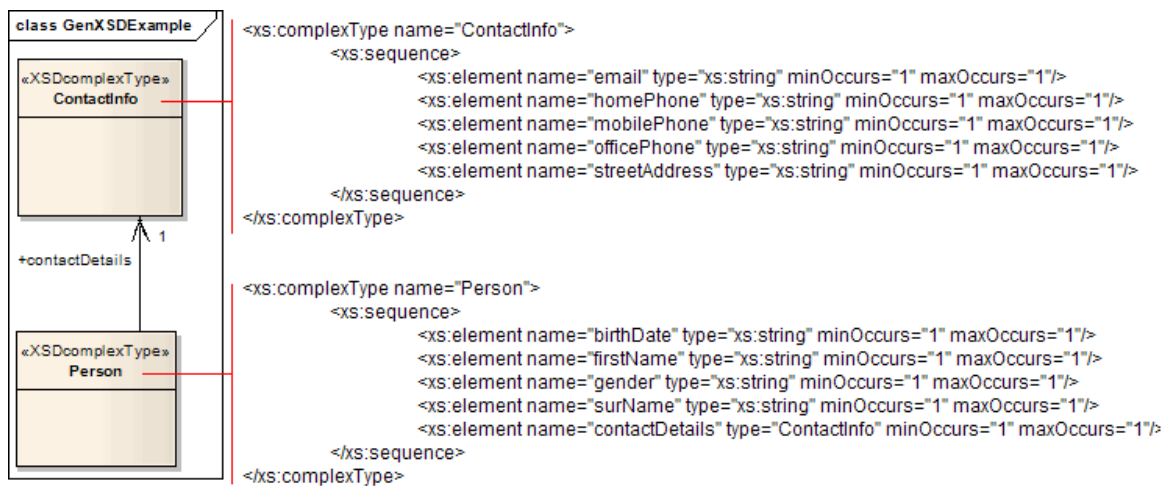 class GenXSDExample
«XSDcomplexType»
ContactInfo
1
+contactDetails
«XSDcomplexType»
Person
<xs:complexType name="ContactInfo">
<xs:sequence>
<xs:element name="email" type="xs:string" minOccurs="1" maxOccurs="1"/>
<xs:element name="homePhone" type="xs:string" minOccurs="1" maxOccurs="1"/>
<xs:element name="mobilePhone" type="xs:string" minOccurs="1" maxOccurs="1"/>
<xs:element name="officePhone" type="xs:string" minOccurs="1" maxOccurs="1"/>
<xs:element name="streetAddress" type="xs:string" minOccurs="1" maxOccurs="1"/>
</xs:sequence>
</xs:complexType>
<xs:complexType name="Person">
<xs:sequence>
<xs:element name="birthDate" type="xs:string" minOccurs="1" maxOccurs="1"/>
<xs:element name="firstName" type="xs:string" minOccurs="1" maxOccurs="1"/>
<xs:element name="gender" type="xs:string" minOccurs="1" maxOccurs="1"/>
<xs:element name="surName" type="xs:string" minOccurs="1" maxOccurs="1"/>
<xs:element name="contactDetails" type="ContactInfo" minOccurs="1" maxOccurs="1"/>
</xs:sequence>
</xs:complexType>